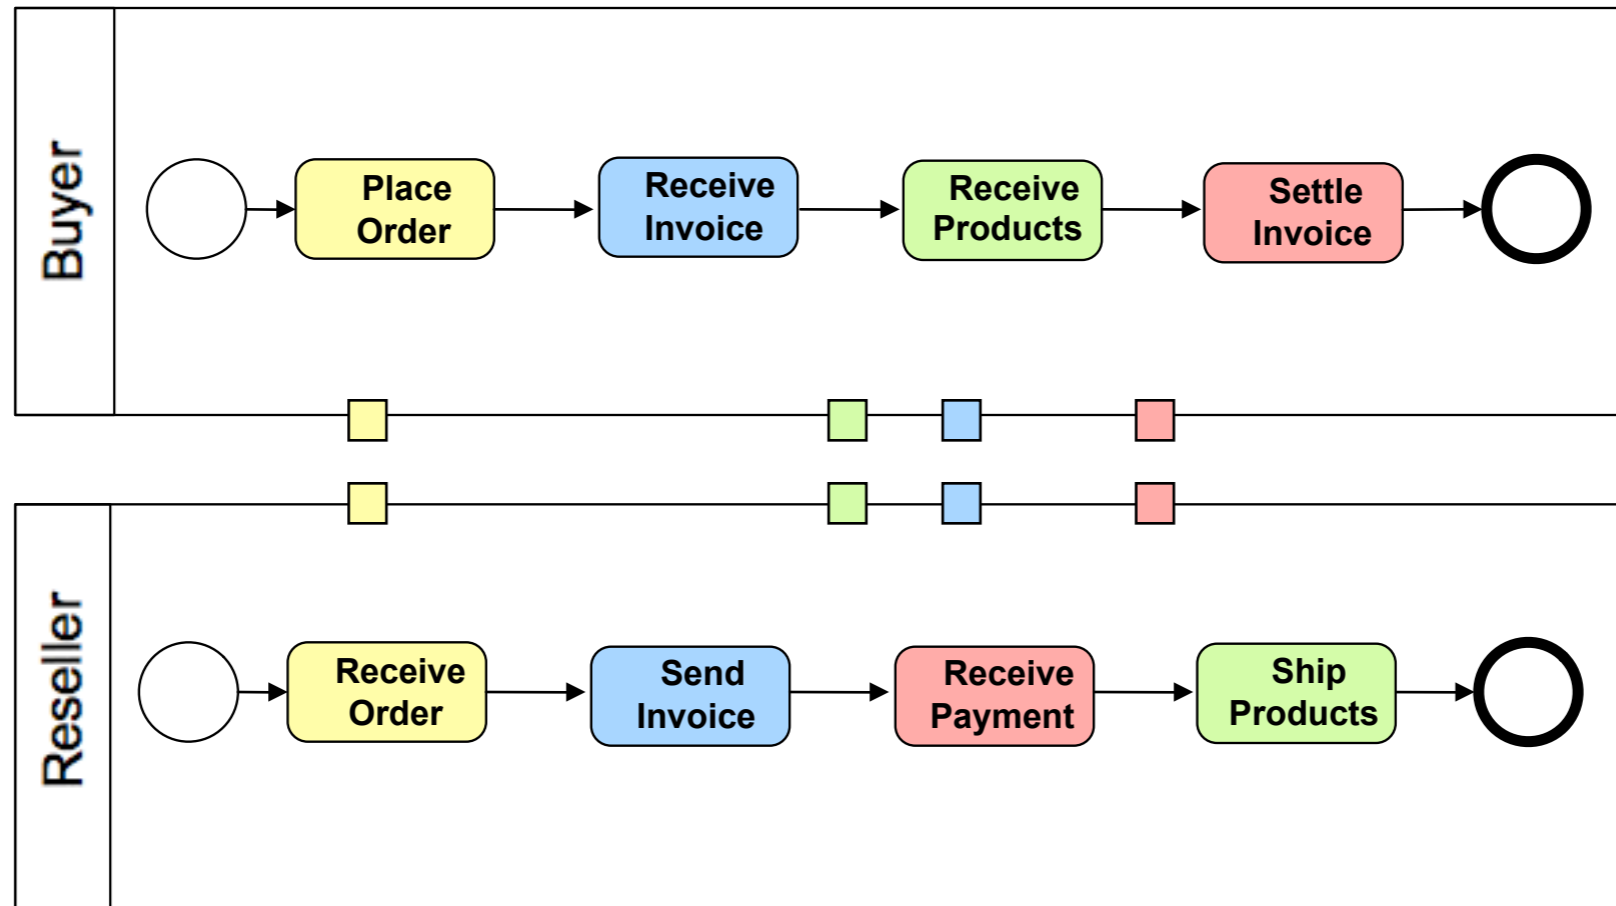 Buyer
Place
Order
Receive
Invoice
Receive
Products
Settle
Invoice
Reseller
Receive
Order
Send
Invoice
Receive
Payment
Ship
Products